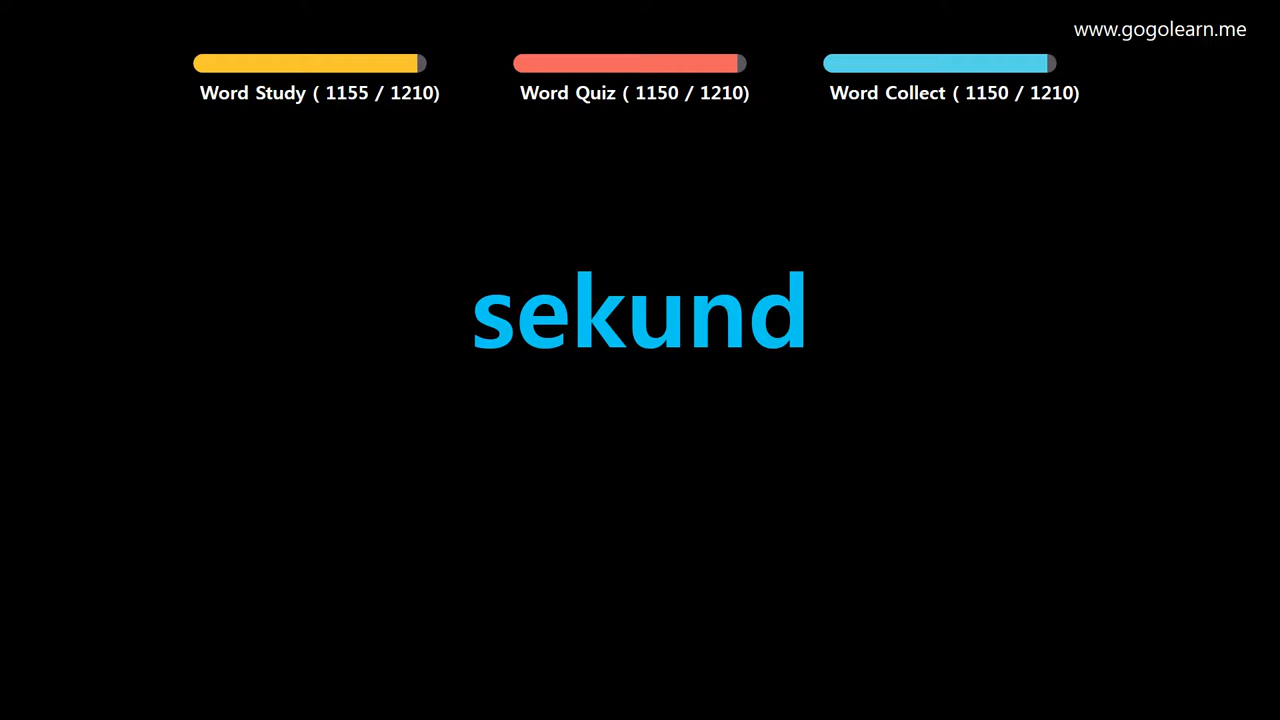 www.gogolearn.me
Word Study ( 1155 / 1210)
Word Quiz ( 1150 / 1210)
Word Collect ( 1150 / 1210)
sekund